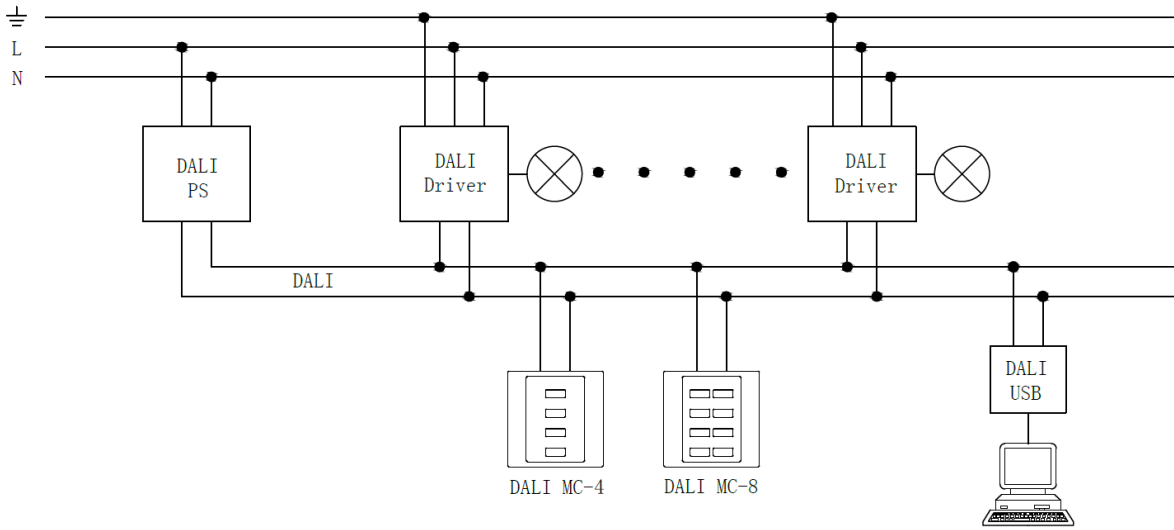 L
N
DALI
PS
DALI
Driver
DALI
Driver
DALI
DALI
USB
DALI MC-4
DALI MC-8